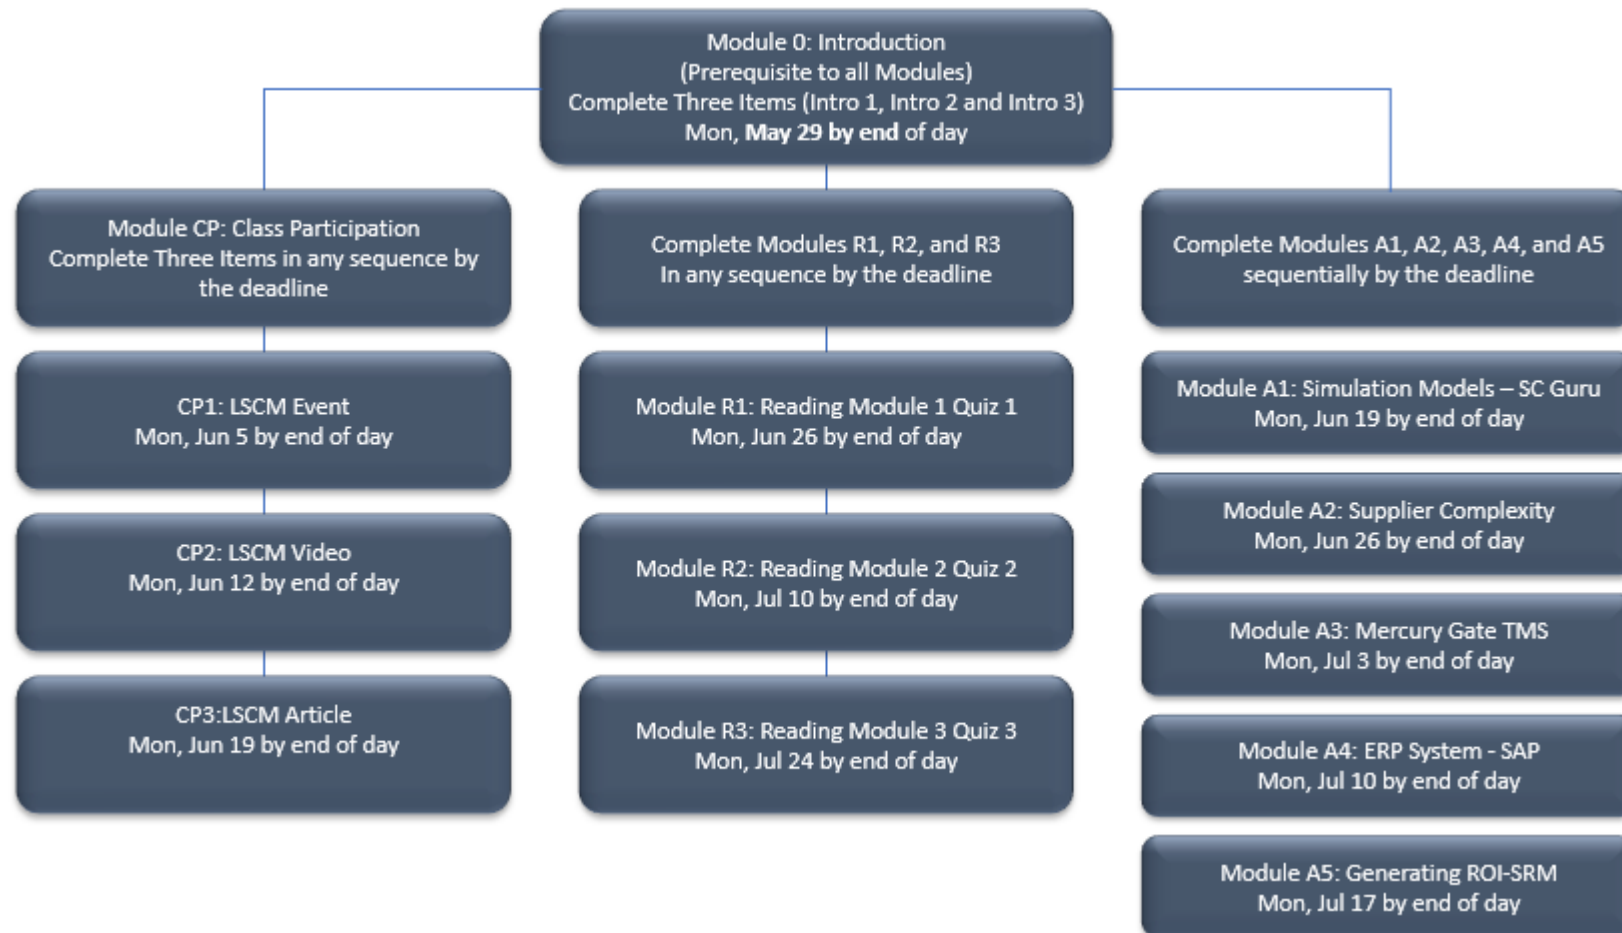 Module 0: Introduction
(Prerequisite to all Modules)
Complete Three Items (Intro 1, Intro 2 and Intro 3)
Mon, May 29 by end of day
Module CP: Class Participation
Complete Three Items in any sequence by
the deadline
CP1: LSCM Event
Mon, Jun 5 by end of day
CP2: LSCM Video
Mon, Jun 12 by end of day
CP3:LSCM Article
Mon, Jun 19 by end of day
Complete Modules R1, R2, and R3
In any sequence by the deadline
Module R1: Reading Module 1 Quiz 1
Mon, Jun 26 by end of day
Module R2: Reading Module 2 Quiz 2
Mon, Jul 10 by end of day
Module R3: Reading Module 3 Quiz 3
Mon, Jul 24 by end of day
Complete Modules A1, A2, A3, A4, and A5
sequentially by the deadline
Module A1: Simulation Models – SC Guru
Mon, Jun 19 by end of day
Module A2: Supplier Complexity
Mon, Jun 26 by end of day
Module A3: Mercury Gate TMS
Mon, Jul 3 by end of day
Module A4: ERP System - SAP
Mon, Jul 10 by end of day
Module A5: Generating ROI-SRM
Mon, Jul 17 by end of day